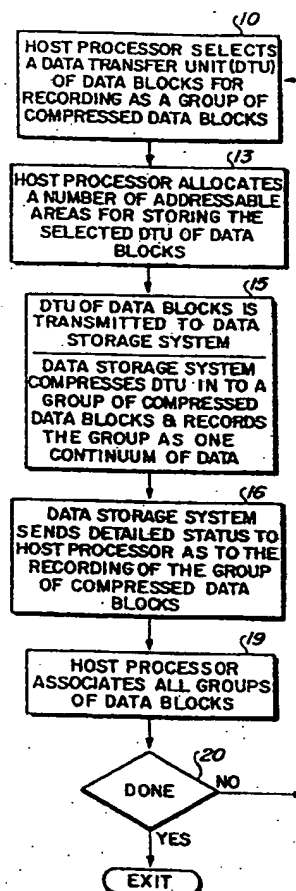 10
HOST PROCESSOR SELECTS
A DATA TRANSFER UNIT (DTU)
OF DATA BLOCKS FOR
RECORDING AS A GROUP OF
COMPRESSED DATA BLOCKS
13
HOST PROCESSOR ALLOCATES
A NUMBER OF ADDRESSABLE
AREAS FOR STORING THE
SELECTED DTU OF DATA
BLOCKS
15
DTU OF DATA BLOCKS IS
TRANSMITTED TO DATA
STORAGE SYSTEM
DATA STORAGE SYSTEM
COMPRESSES DTU IN TO A
GROUP OF COMPRESSED
DATA BLOCKS & RECORDS
THE GROUP AS ONE
CONTINUUM OF DATA
16
DATA STORAGE SYSTEM
SENDS DETAILED STATUS TO
HOST PROCESSOR AS TO THE
RECORDING OF THE GROUP
OF COMPRESSED DATA
BLOCKS
19
HOST PROCESSOR
ASSOCIATES ALL GROUPS
OF DATA BLOCKS
20
DONE
NO
YES
EXIT